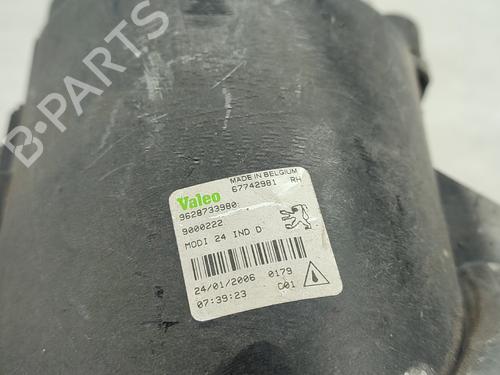 B-PARTS
MADE IN BELGIUM
Valeo
67742981 RH
9628733980
9000222
MODI 24 IND D
24/01/2006 0179
07:39:23 C01